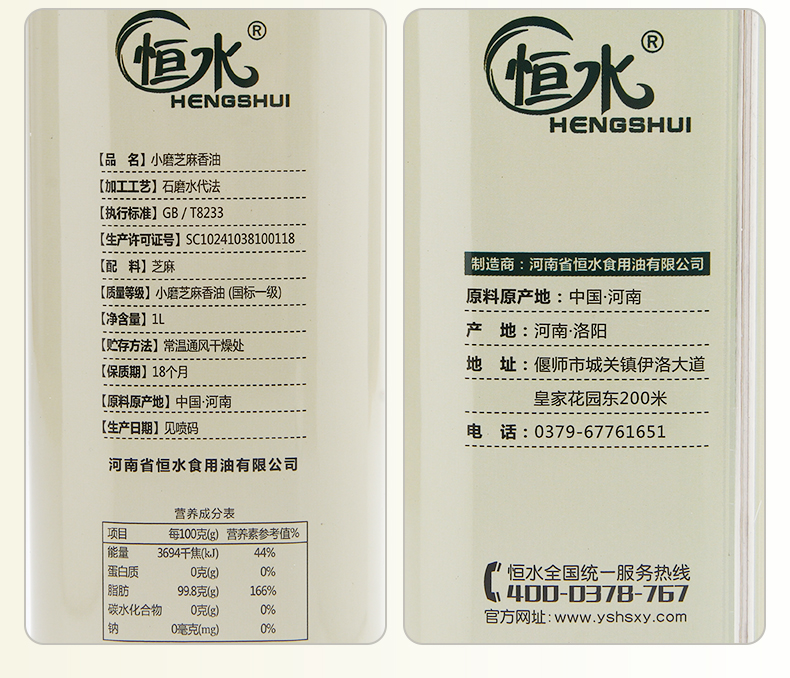 恒水®
HENGSHUI
【品 名】小磨芝麻香油
【加工工艺】石磨水代法
【执行标准】GB / T8233
【生产许可证号】SC10241038100118
【配 料】芝麻
【质量等级】小磨芝麻香油 (国标一级)
【净含量】1L
【贮存方法】常温通风干燥处
【保质期】18个月
【原料原产地】中国·河南
【生产日期】见喷码
河南省恒水食用油有限公司
营养成分表
项目 每100克(g) 营养素参考值%
能量 3694千焦(kJ) 44%
蛋白质 0克(g) 0%
脂肪 99.8克(g) 166%
碳水化合物 0克(g) 0%
钠 0毫克(mg) 0%
恒水®
HENGSHUI
制造商:河南省恒水食用油有限公司
原料原产地:中国·河南
产 地:河南·洛阳
地 址:偃师市城关镇伊洛大道
皇家花园东200米
电 话:0379-67761651
恒水全国统一服务热线
400-0378-767
官方网址:www.yshsxy.com